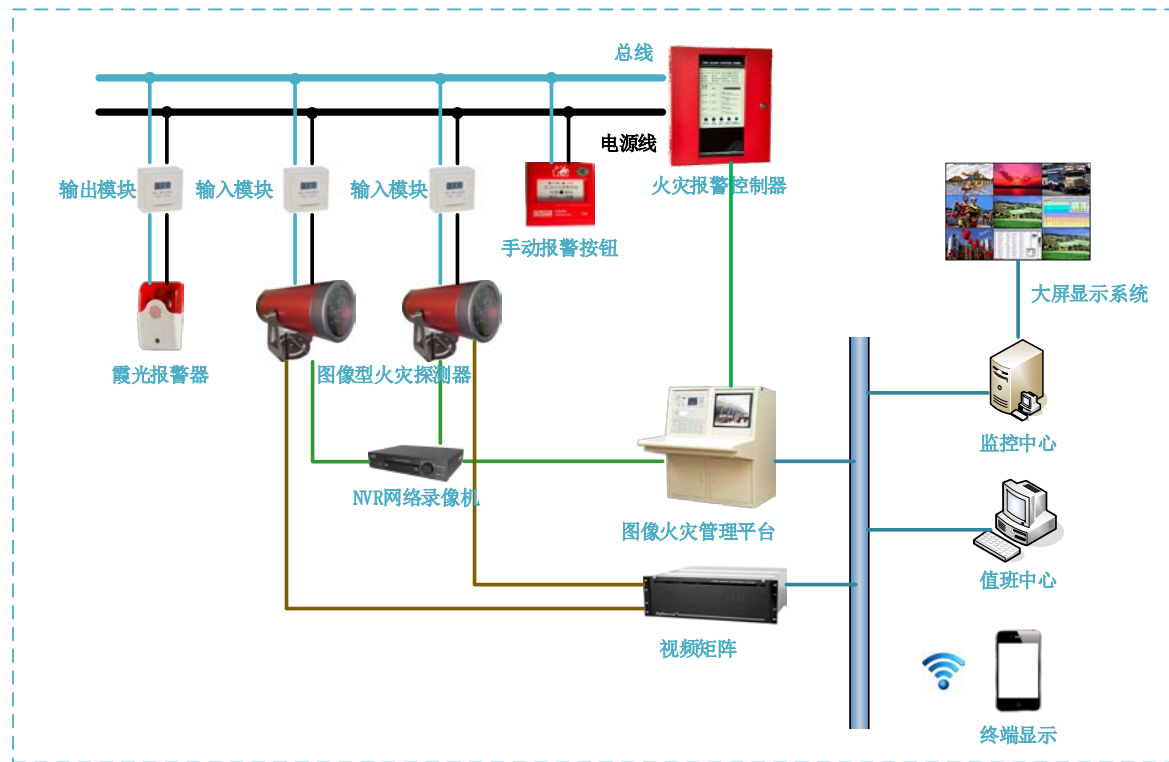 总线
电源线
火灾报警控制器
输出模块
输入模块
输入模块
手动报警按钮
大屏显示系统
霞光报警器
图像型火灾探测器
监控中心
NVR网络录像机
图像火灾管理平台
值班中心
视频矩阵
终端显示